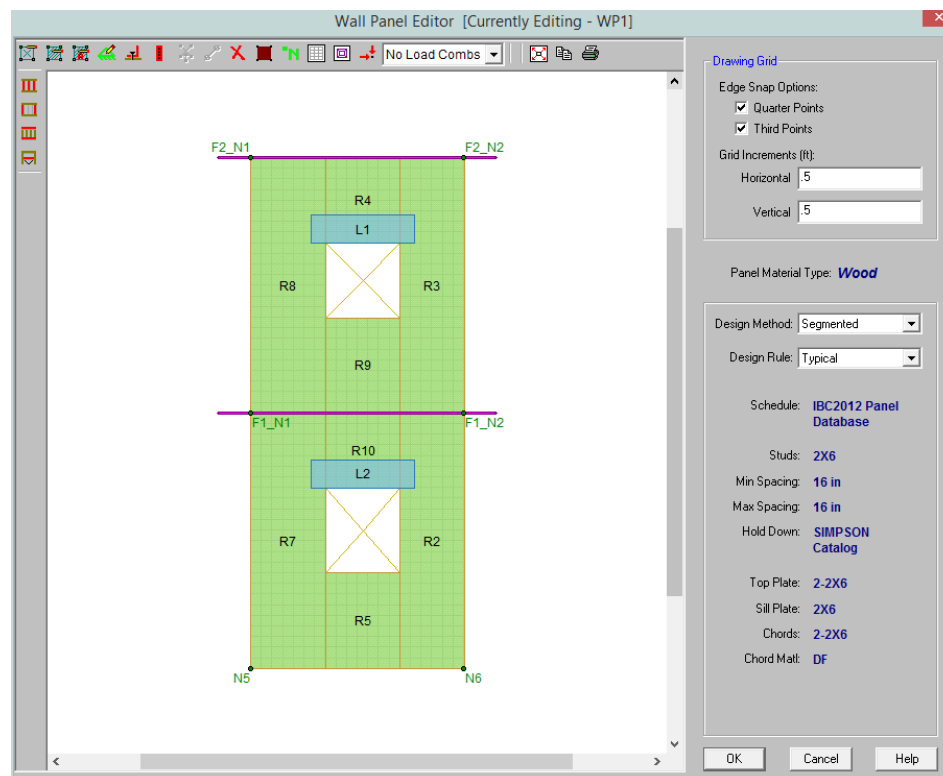 Wall Panel Editor [Currently Editing - WP1]
No Load Combs
Drawing Grid
Edge Snap Options:
Quarter Points
Third Points
Grid Increments (ft):
Horizontal .5
Vertical .5
Panel Material Type: Wood
Design Method: Segmented
Design Rule: Typical
Schedule: IBC2012 Panel
Database
Studs: 2X6
Min Spacing: 16 in
Max Spacing: 16 in
Hold Down: SIMPSON
Catalog
Top Plate: 2-2X6
Sill Plate: 2X6
Chords: 2-2X6
Chord Matl: DF
OK Cancel Help
F2_N1 F2_N2
R4
L1
R8 R3
R9
F1_N1 F1_N2
R10
L2
R7 R2
R5
N5 N6